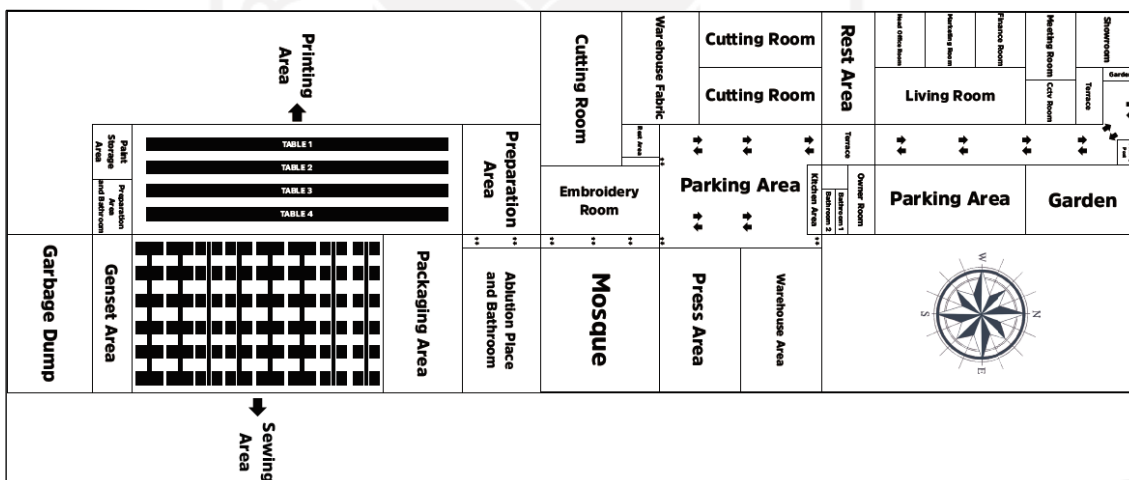 Printing
Area
Cutting Room
Warehouse Fabric
Cutting Room
Cutting Room
Rest Area
Head Office Room
Marketing Room
Finance Room
Meeting Room
Showroom
Living Room
Cctv Room
Terrace
Garden
Paint
Storage
Area
Preparation
Area
and Bathroom
TABLE 1
TABLE 2
TABLE 3
TABLE 4
Preparation
Area
Embroidery
Room
Rest Area
Parking Area
Terrace
Kitchen Area
Bathroom 2
Bathroom 1
Owner Room
Parking Area
Garden
Garbage Dump
Genset Area
Packaging Area
Ablution Place
and Bathroom
Mosque
Press Area
Warehouse Area
W
S
N
E
Sewing
Area